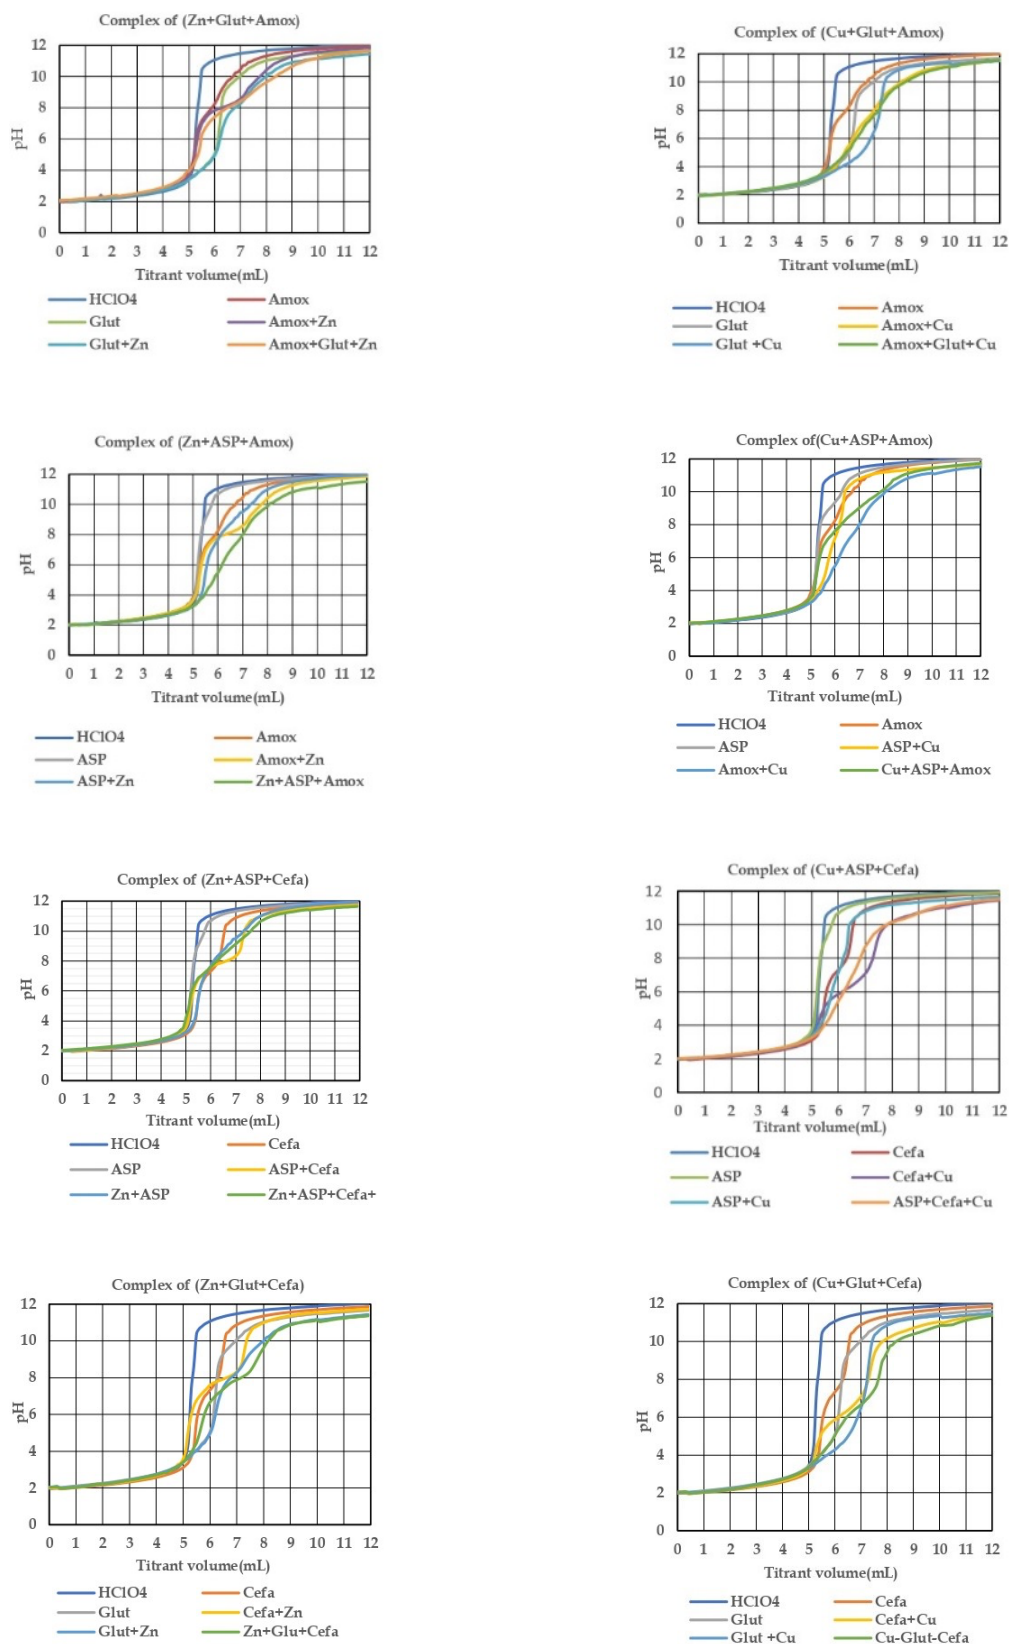 Complex of (Zn+Glut+Amox)
12
10
8
6
4
2
0
pH
0 1 2 3 4 5 6 7 8 9 10 11 12
Titrant volume(mL)
HClO4 Amox
Glut Amox+Zn
Glut+Zn Amox+Glut+Zn
Complex of (Cu+Glut+Amox)
12
10
8
6
4
2
0
pH
0 1 2 3 4 5 6 7 8 9 10 11 12
Titrant volume(mL)
HClO4 Amox
Glut Amox+Cu
Glut +Cu Amox+Glut+Cu
Complex of (Zn+ASP+Amox)
12
10
8
6
4
2
0
pH
0 1 2 3 4 5 6 7 8 9 10 11 12
Titrant volume(mL)
HClO4 Amox
ASP Amox+Zn
ASP+Zn Zn+ASP+Amox
Complex of(Cu+ASP+Amox)
12
10
8
6
4
2
0
pH
0 1 2 3 4 5 6 7 8 9 10 11 12
Titrant volume(mL)
HClO4 Amox
ASP ASP+Cu
Amox+Cu Cu+ASP+Amox
Complex of (Zn+ASP+Cefa)
12
10
8
6
4
2
0
pH
0 1 2 3 4 5 6 7 8 9 10 11 12
Titrant volume(mL)
HClO4 Cefa
ASP ASP+Cefa
Zn+ASP Zn+ASP+Cefa+
Complex of (Cu+ASP+Cefa)
12
10
8
6
4
2
0
pH
0 1 2 3 4 5 6 7 8 9 10 11 12
Titrant volume(mL)
HClO4 Cefa
ASP Cefa+Cu
ASP+Cu ASP+Cefa+Cu
Complex of (Zn+Glut+Cefa)
12
10
8
6
4
2
0
pH
0 1 2 3 4 5 6 7 8 9 10 11 12
Titrant volume(mL)
HClO4 Cefa
Glut Cefa+Zn
Glut+Zn Zn+Glu+Cefa
Complex of (Cu+Glut+Cefa)
12
10
8
6
4
2
0
pH
0 1 2 3 4 5 6 7 8 9 10 11 12
Titrant volume(mL)
HClO4 Cefa
Glut Cefa+Cu
Glut +Cu Cu-Glut-Cefa